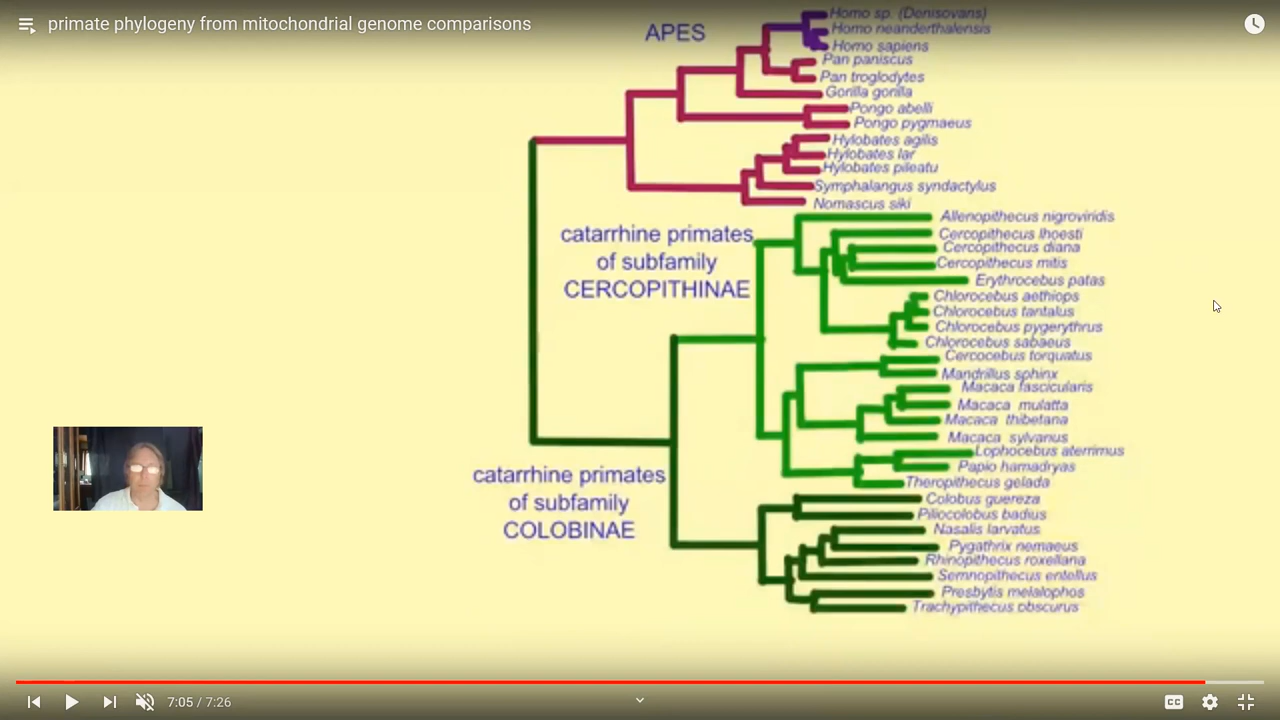 primate phylogeny from mitochondrial genome comparisons
APES
Homo sp. (Denisovans)
Homo neanderthalensis
Homo sapiens
Pan paniscus
Pan troglodytes
Gorilla gorilla
Pongo abelli
Pongo pygmaeus
Hylobates agilis
Hylobates lar
Hylobates pileatu
Symphalangus syndactylus
Nomascus siki
catarrhine primates
of subfamily
CERCOPITHINAE
Allenopithecus nigroviridis
Cercopithecus lhoesti
Cercopithecus diana
Cercopithecus mitis
Erythrocebus patas
Chlorocebus aethiops
Chlorocebus tantalus
Chlorocebus pygerythrus
Chlorocebus sabaeus
Cercocebus torquatus
Mandrillus sphinx
Macaca fascicularis
Macaca mulatta
Macaca thibetana
Macaca sylvanus
Lophocebus aterrimus
Papio hamadryas
Theropithecus gelada
catarrhine primates
of subfamily
COLOBINAE
Colobus guereza
Piliocolobus badius
Nasalis larvatus
Pygathrix nemaeus
Rhinopithecus roxellana
Semnopithecus entellus
Presbytis melalophos
Trachypithecus obscurus
7:05 / 7:26
CC